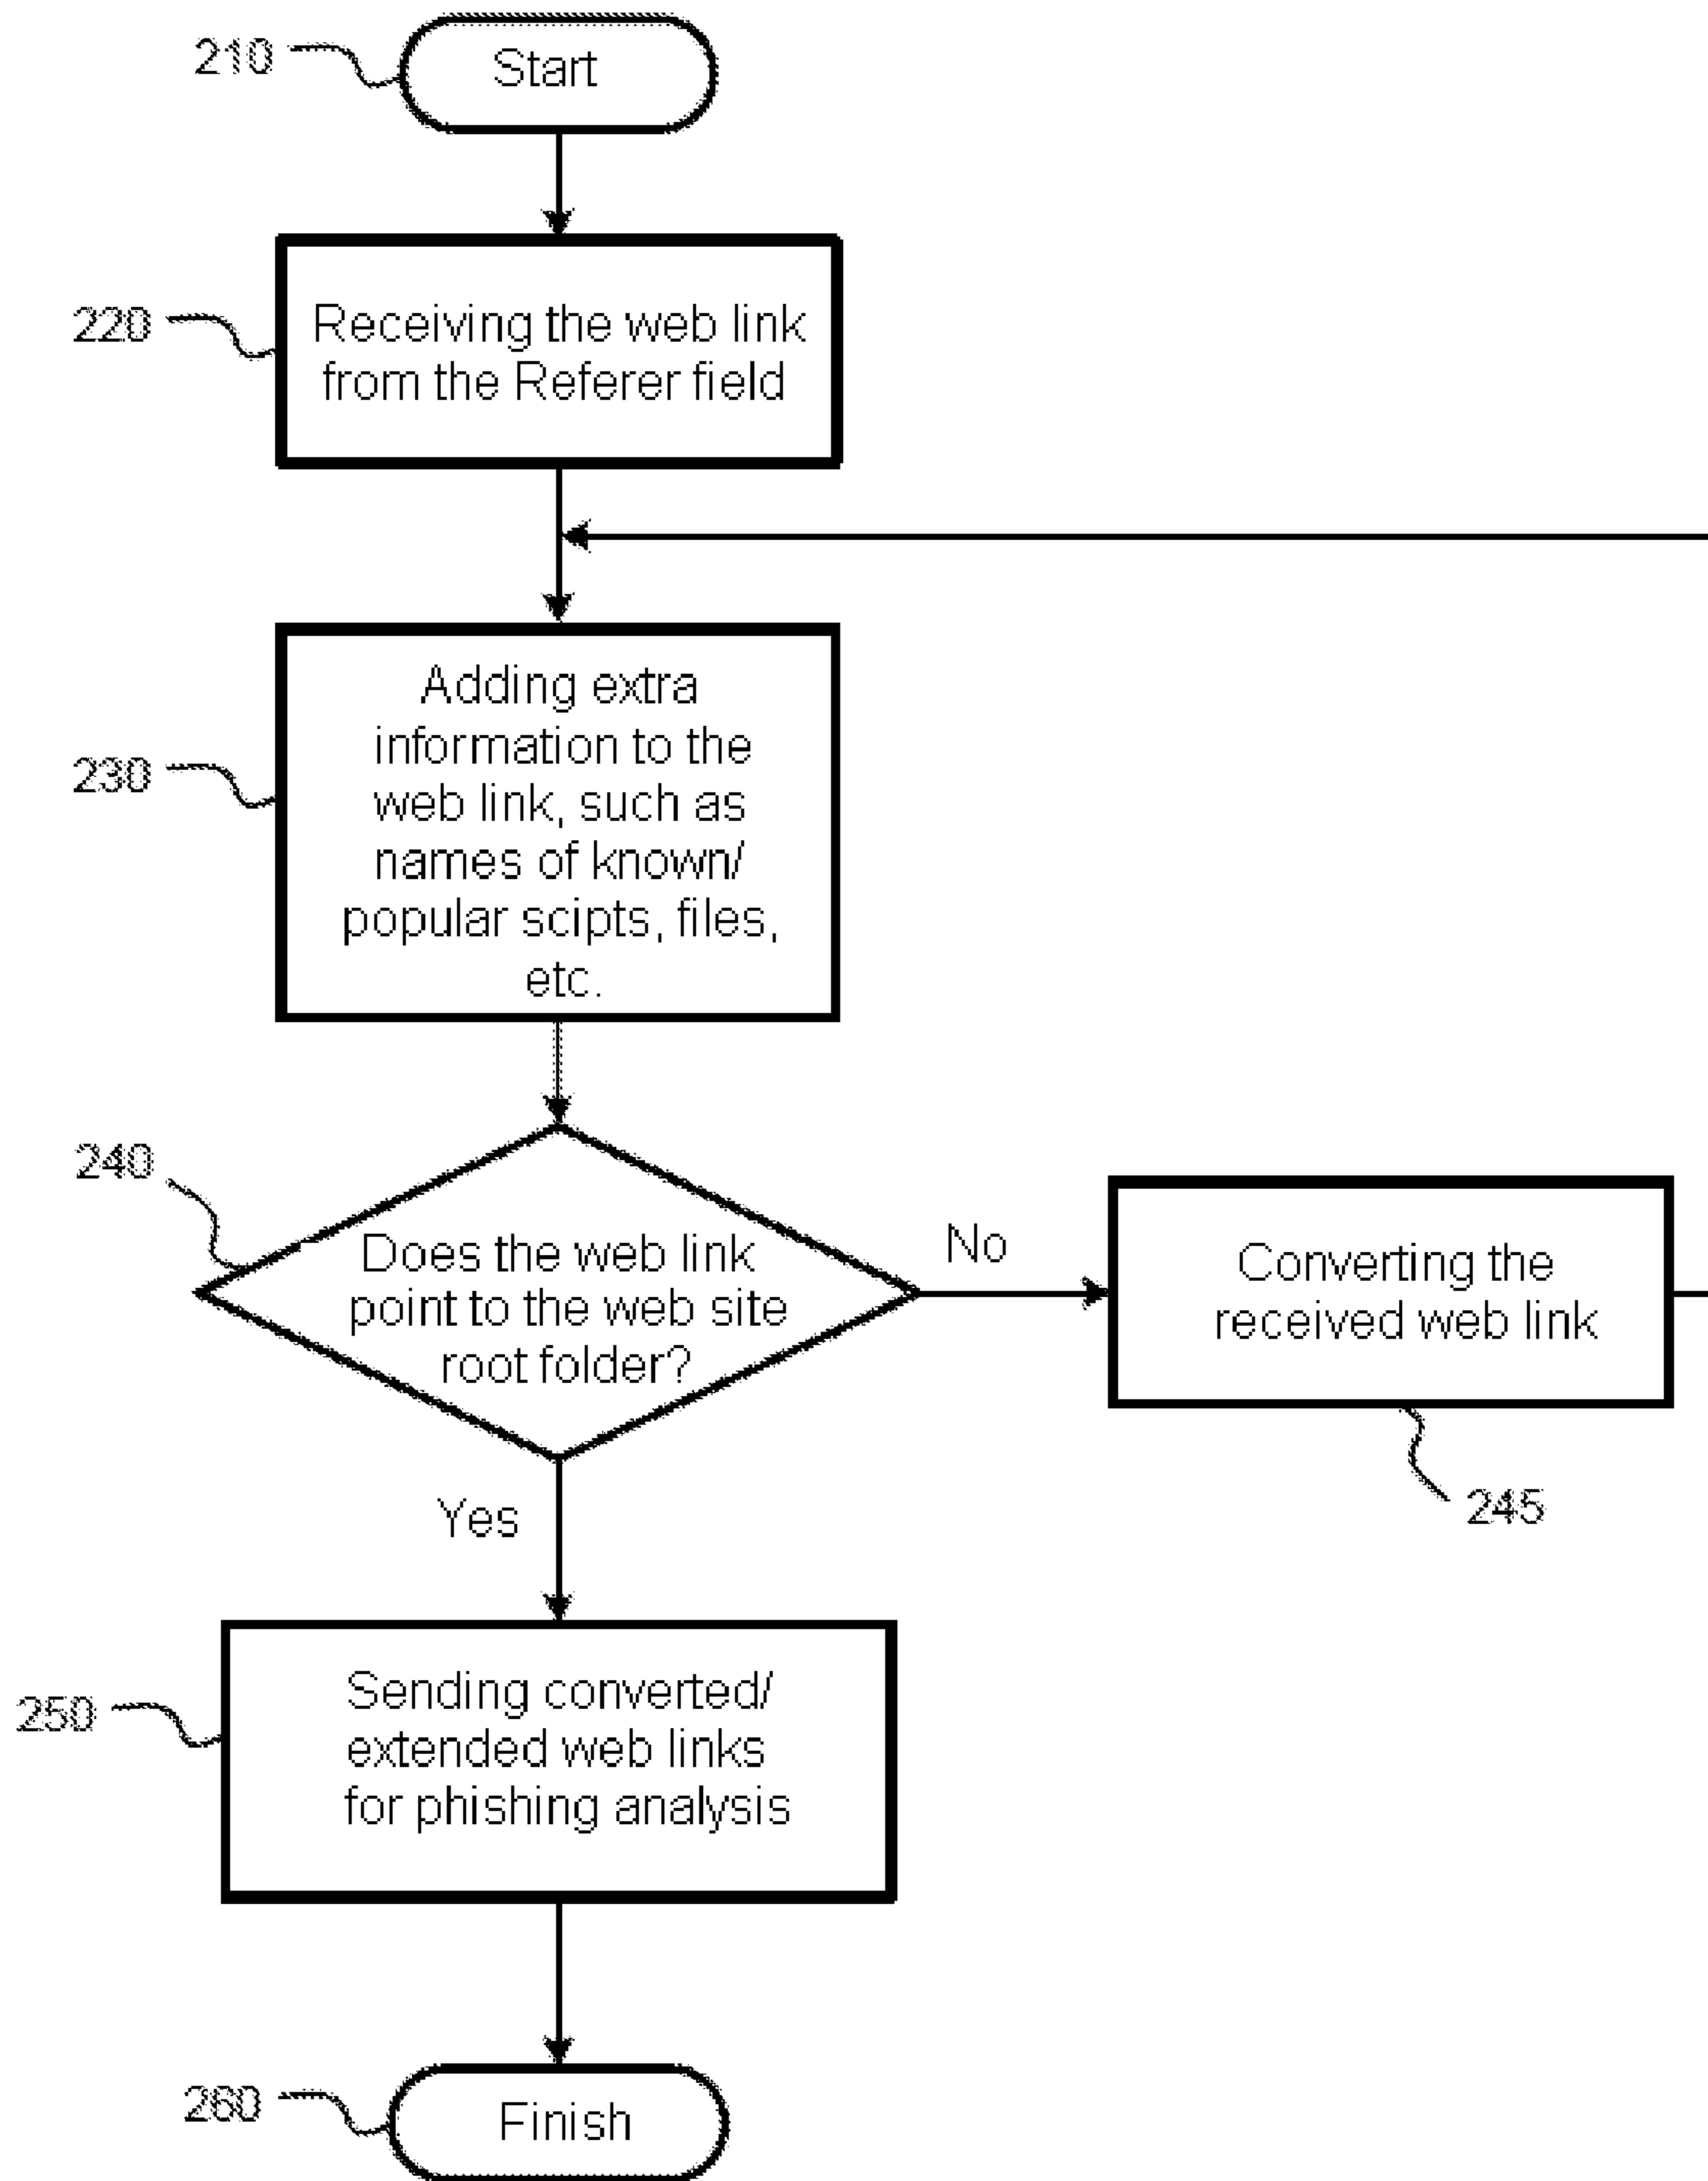 210
Start
220
Receiving the web link
from the Referer field
230
Adding extra
information to the
web link, such as
names of known/
popular scipts, files,
etc.
240
Does the web link
point to the web site
root folder?
No
Converting the
received web link
245
Yes
250
Sending converted/
extended web links
for phishing analysis
260
Finish